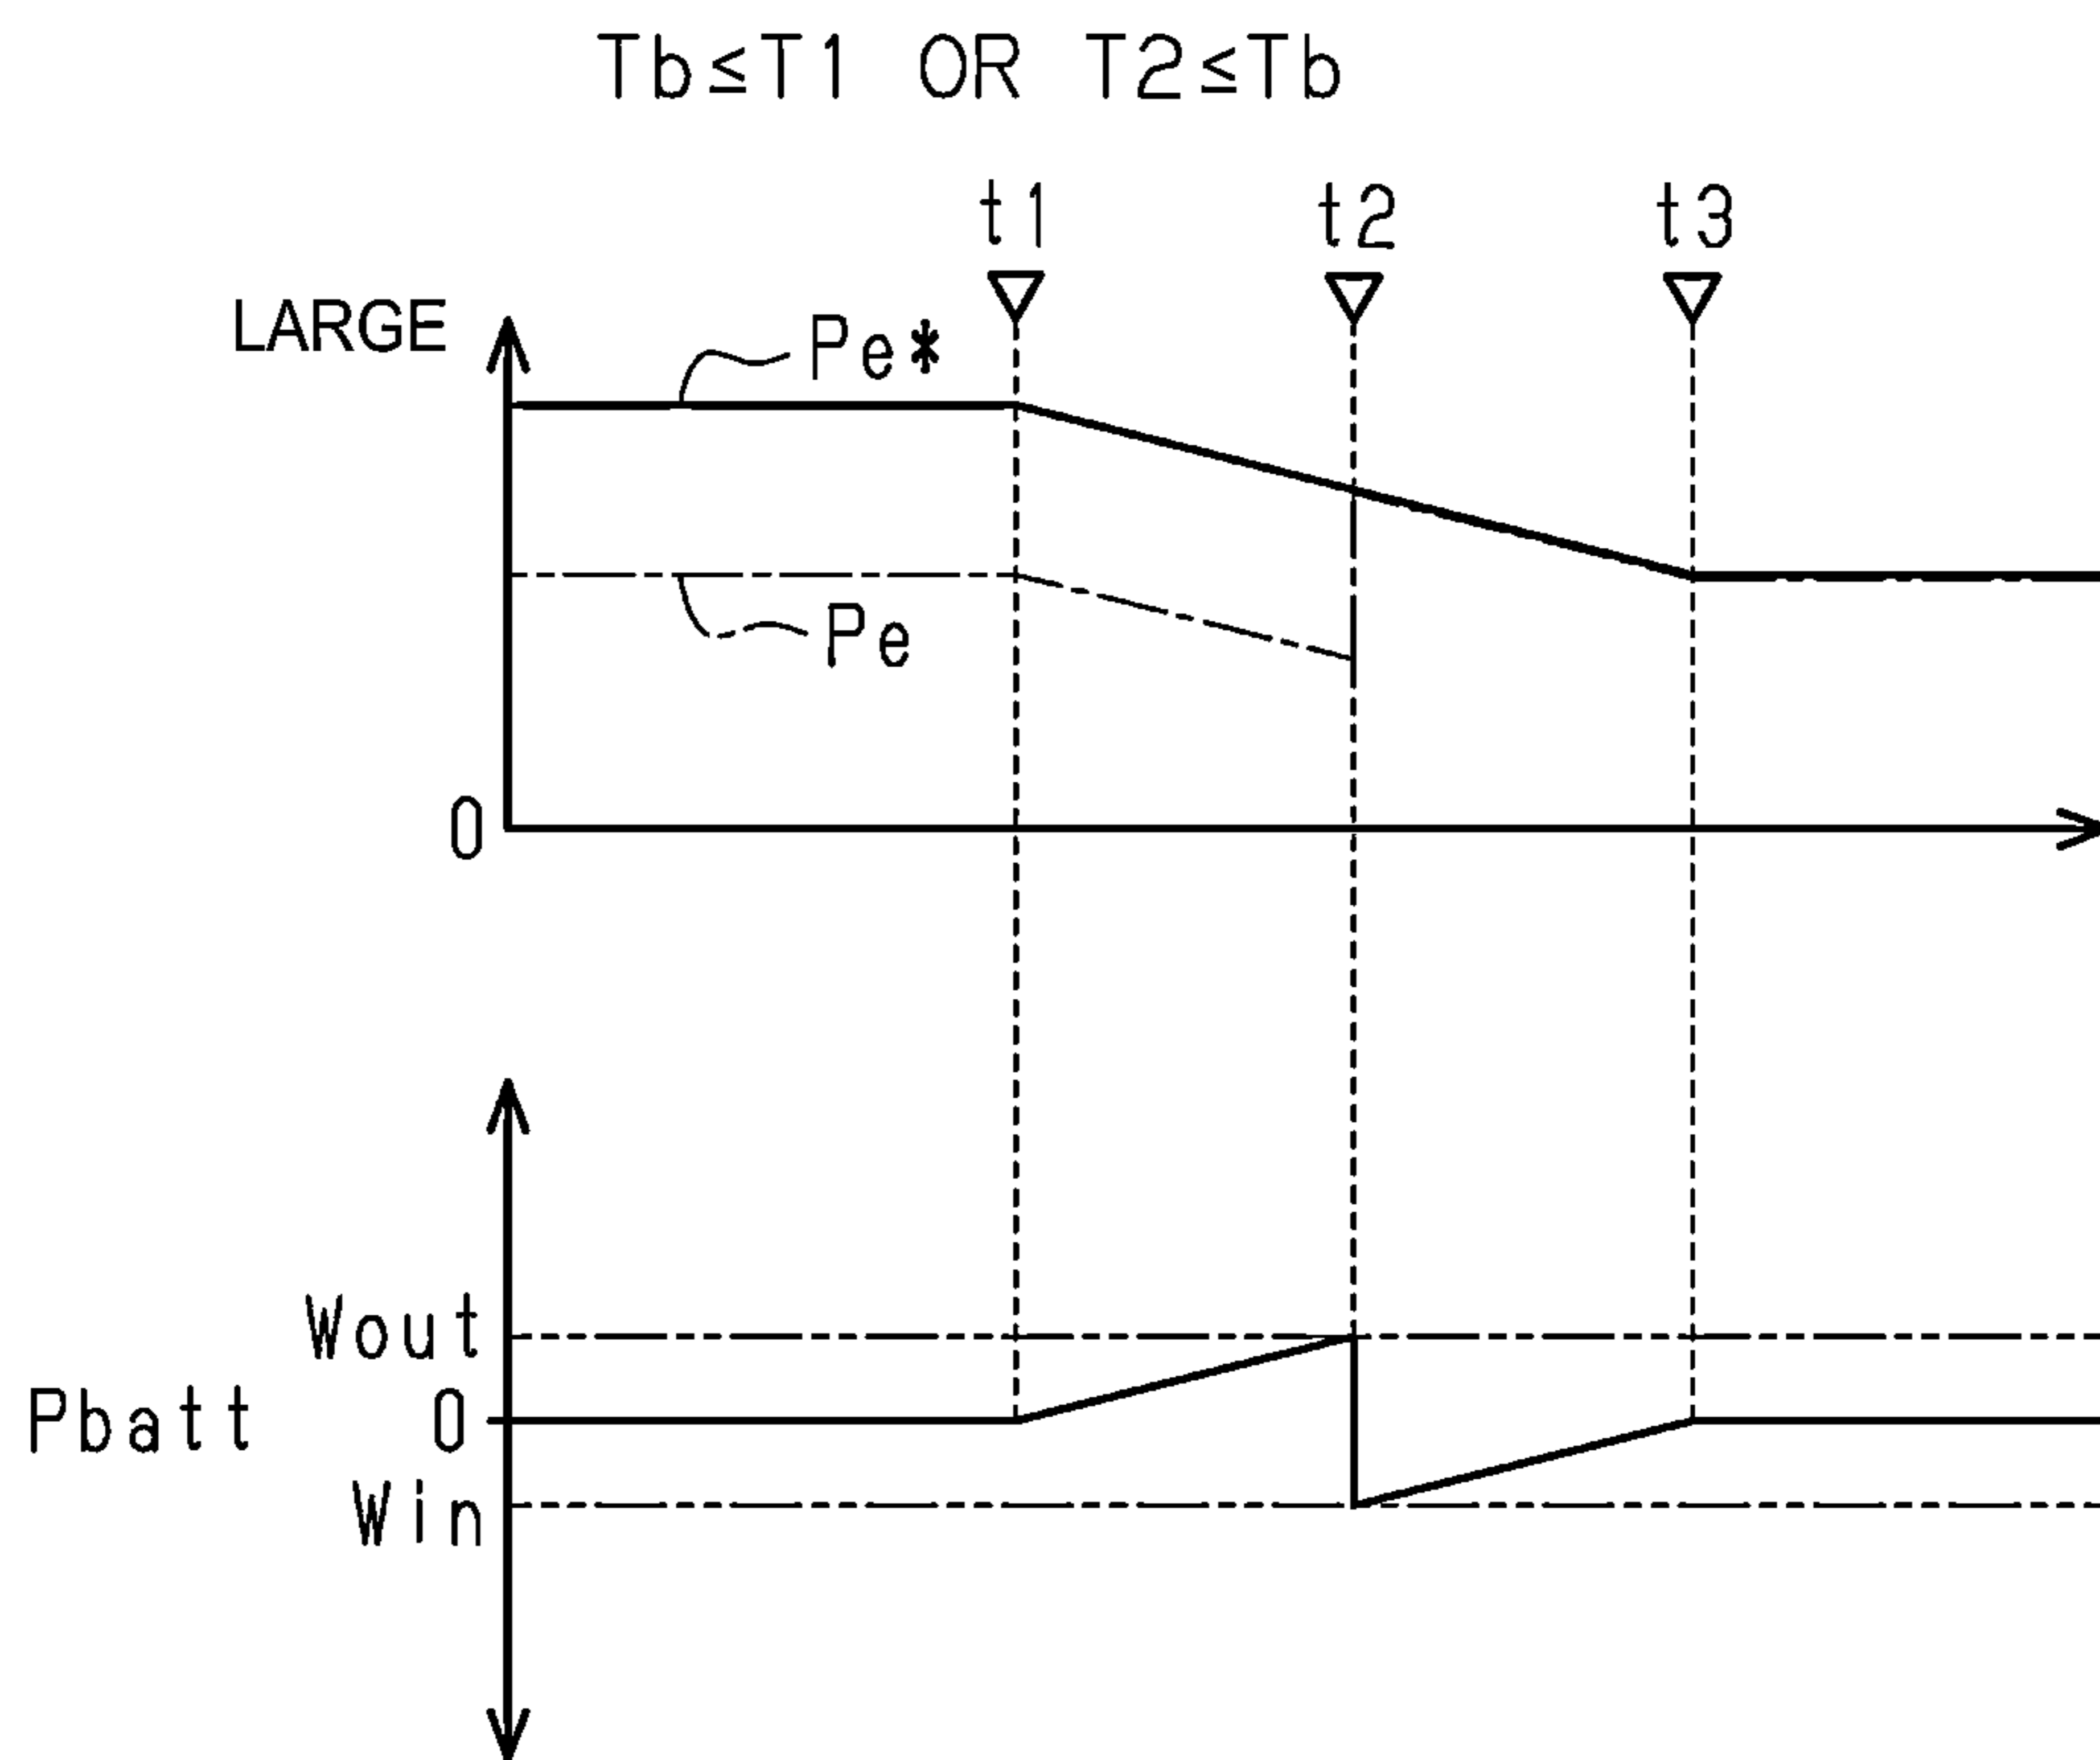 Tb≤T1 OR T2≤Tb
t1 t2 t3
LARGE
Pe*
Pe
0
Wout
Pbatt 0
Win